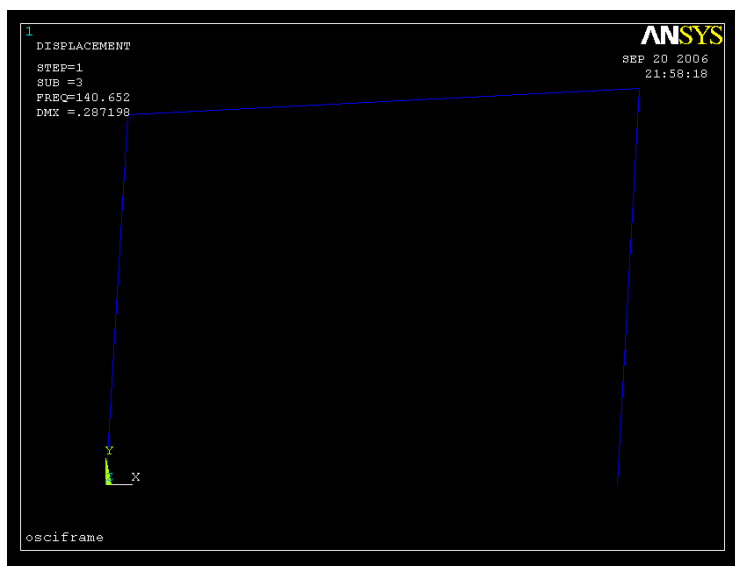 1
DISPLACEMENT
STEP=1
SUB =3
FREQ=140.652
DMX =.287198
ANSYS
SEP 20 2006
21:58:18
Y
X
osciframe